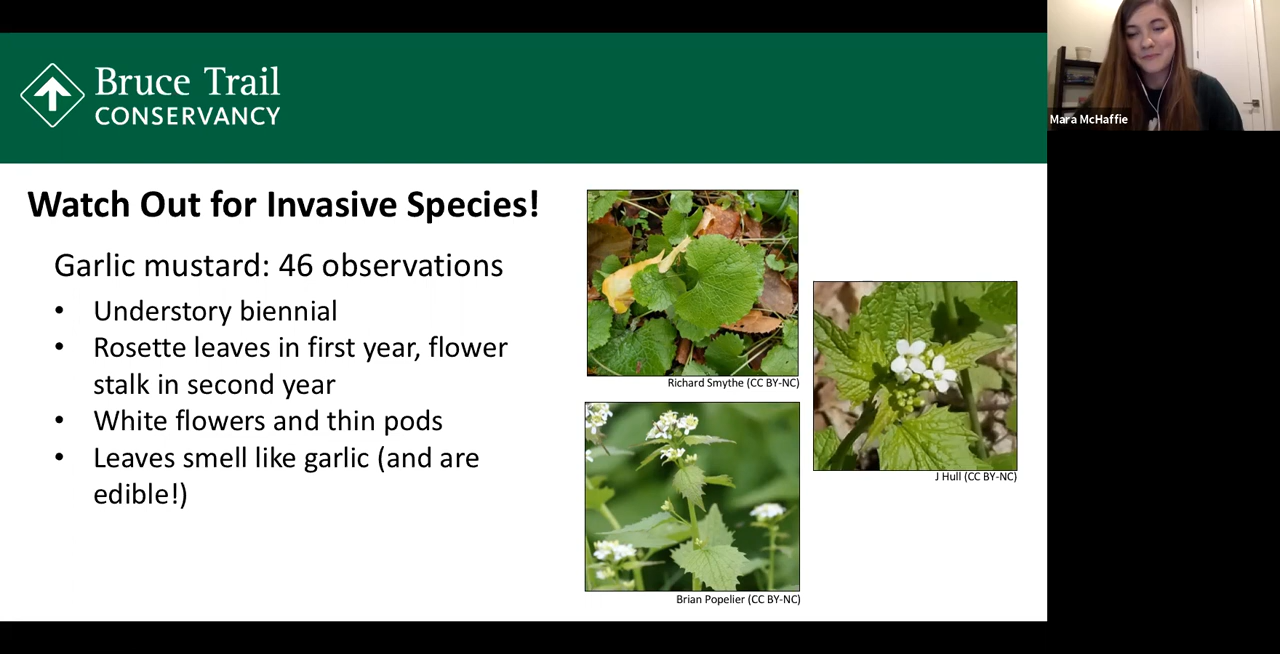 Bruce Trail
CONSERVANCY
Mara McHaffie
Watch Out for Invasive Species!
Garlic mustard: 46 observations
• Understory biennial
• Rosette leaves in first year, flower
stalk in second year
• White flowers and thin pods
• Leaves smell like garlic (and are
edible!)
Richard Smythe (CC BY-NC)
J Hull (CC BY-NC)
Brian Popelier (CC BY-NC)